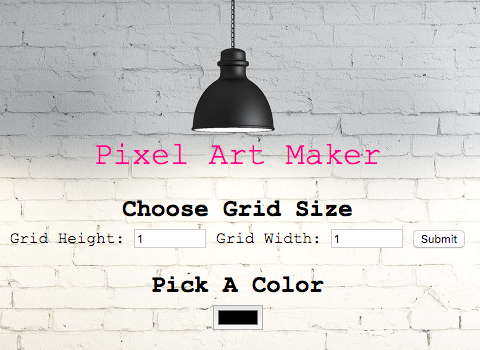 Pixel Art Maker
Choose Grid Size
Grid Height: 1 Grid Width: 1 Submit
Pick A Color